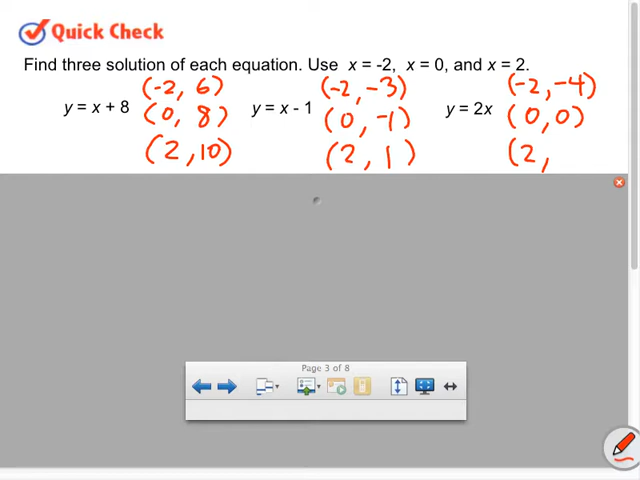 Quick Check
Find three solution of each equation. Use x = -2, x = 0, and x = 2.
y = x + 8
(-2, 6)
(0, 8)
(2, 10)
y = x - 1
(-2, -3)
(0, -1)
(2, 1)
y = 2x
(-2, -4)
(0, 0)
(2,
Page 3 of 8